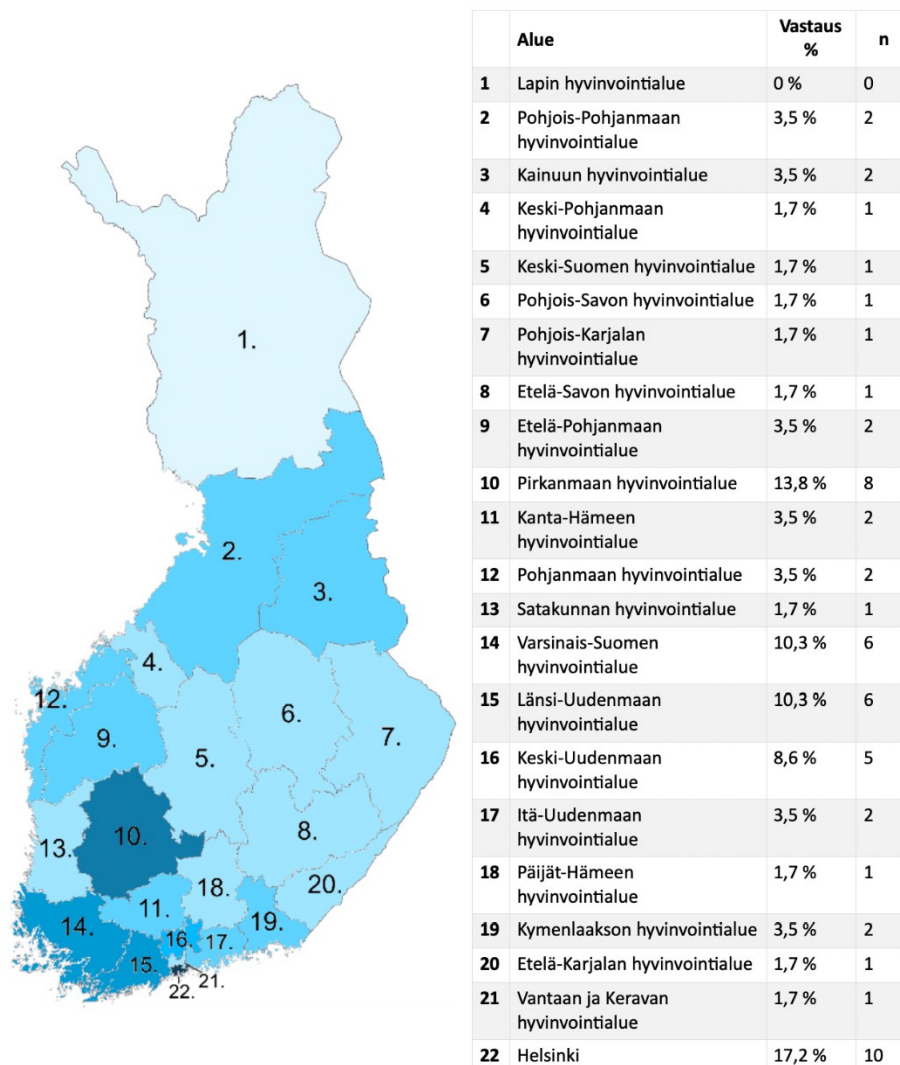 1.
2.
3.
4.
12.
9.
5.
6.
7.
10.
8.
13.
18.
20.
11.
14.
16.
17.
19.
15.
21.
22.
Alue Vastaus % n
1 Lapin hyvinvointialue 0 % 0
2 Pohjois-Pohjanmaan 3,5 % 2
hyvinvointialue
3 Kainuun hyvinvointialue 3,5 % 2
4 Keski-Pohjanmaan 1,7 % 1
hyvinvointialue
5 Keski-Suomen hyvinvointialue 1,7 % 1
6 Pohjois-Savon hyvinvointialue 1,7 % 1
7 Pohjois-Karjalan 1,7 % 1
hyvinvointialue
8 Etelä-Savon hyvinvointialue 1,7 % 1
9 Etelä-Pohjanmaan 3,5 % 2
hyvinvointialue
10 Pirkanmaan hyvinvointialue 13,8 % 8
11 Kanta-Hämeen 3,5 % 2
hyvinvointialue
12 Pohjanmaan hyvinvointialue 3,5 % 2
13 Satakunnan hyvinvointialue 1,7 % 1
14 Varsinais-Suomen 10,3 % 6
hyvinvointialue
15 Länsi-Uudenmaan 10,3 % 6
hyvinvointialue
16 Keski-Uudenmaan 8,6 % 5
hyvinvointialue
17 Itä-Uudenmaan 3,5 % 2
hyvinvointialue
18 Päijät-Hämeen 1,7 % 1
hyvinvointialue
19 Kymenlaakson hyvinvointialue 3,5 % 2
20 Etelä-Karjalan hyvinvointialue 1,7 % 1
21 Vantaan ja Keravan 1,7 % 1
hyvinvointialue
22 Helsinki 17,2 % 10